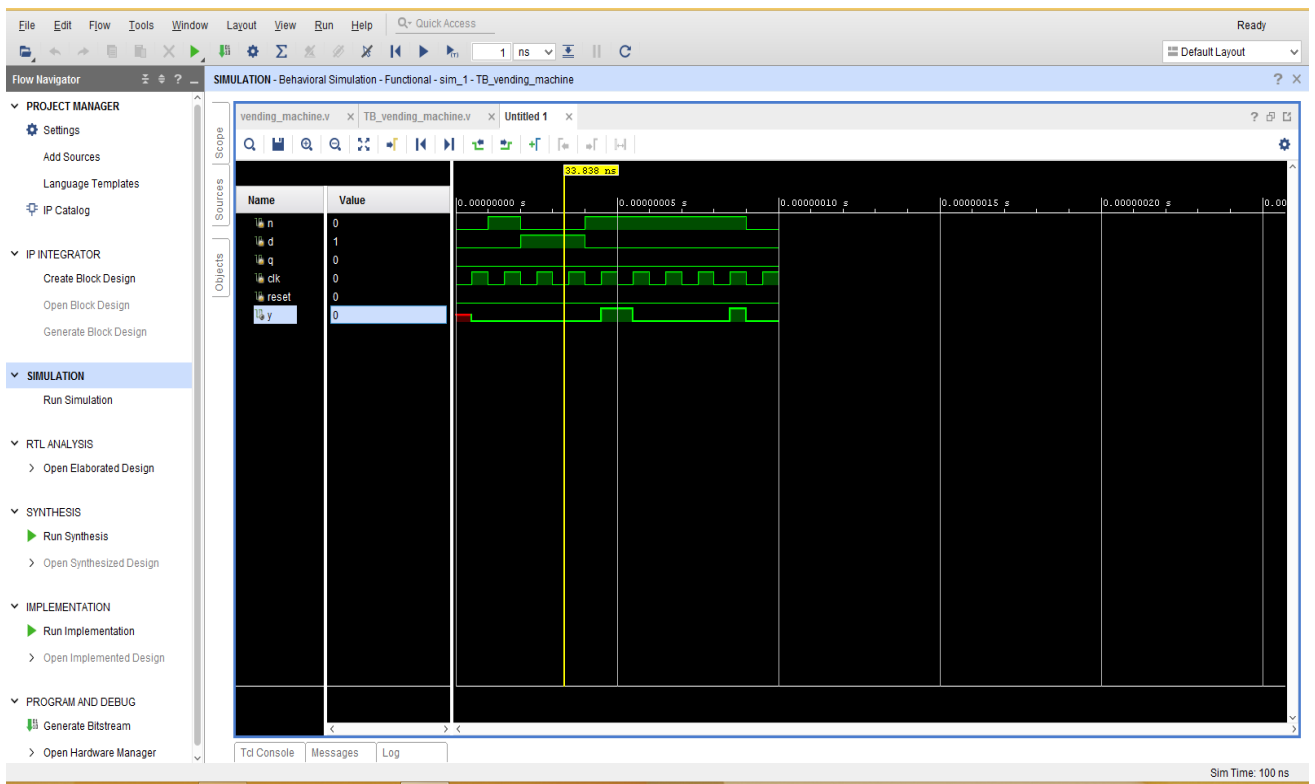 File Edit Flow Tools Window Layout View Run Help Q- Quick Access Ready
1 ns Default Layout
Flow Navigator
SIMULATION - Behavioral Simulation - Functional - sim_1 - TB_vending_machine
PROJECT MANAGER
Settings
Add Sources
Language Templates
IP Catalog
IP INTEGRATOR
Create Block Design
Open Block Design
Generate Block Design
SIMULATION
Run Simulation
RTL ANALYSIS
Open Elaborated Design
SYNTHESIS
Run Synthesis
Open Synthesized Design
IMPLEMENTATION
Run Implementation
Open Implemented Design
PROGRAM AND DEBUG
Generate Bitstream
Open Hardware Manager
Scope
Sources
Objects
vending_machine.v TB_vending_machine.v Untitled 1
33.838 ns
Name Value
0.00000000 s 0.00000005 s 0.00000010 s 0.00000015 s 0.00000020 s 0.00
n 0
d 1
q 0
clk 0
reset 0
y 0
Tcl Console Messages Log
Sim Time: 100 ns